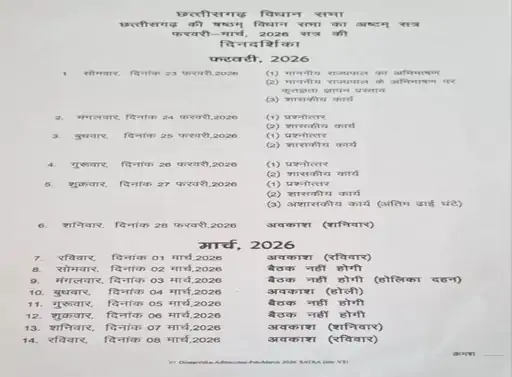 छत्तीसगढ़ विधान सभा
छत्तीसगढ़ की षष्ठम् विधान सभा का अष्टम् सत्र
फरवरी–मार्च, 2026 सत्र की
दिनदर्शिका
फरवरी, 2026
1. सोमवार, दिनांक 23 फरवरी,2026 (1) माननीय राज्यपाल का अभिभाषण
(2) माननीय राज्यपाल के अभिभाषण पर
कृतज्ञता ज्ञापन प्रस्ताव
(3) शासकीय कार्य
2. मंगलवार, दिनांक 24 फरवरी,2026 (1) प्रश्नोत्तर
(2) शासकीय कार्य
3. बुधवार, दिनांक 25 फरवरी,2026 (1) प्रश्नोत्तर
(2) शासकीय कार्य
4. गुरूवार, दिनांक 26 फरवरी,2026 (1) प्रश्नोत्तर
(2) शासकीय कार्य
5. शुक्रवार, दिनांक 27 फरवरी,2026 (1) प्रश्नोत्तर
(2) शासकीय कार्य
(3) अशासकीय कार्य (अंतिम ढाई घंटे)
6. शनिवार, दिनांक 28 फरवरी,2026 अवकाश (शनिवार)
मार्च, 2026
7. रविवार, दिनांक 01 मार्च,2026 अवकाश (रविवार)
8. सोमवार, दिनांक 02 मार्च,2026 बैठक नहीं होगी
9. मंगलवार, दिनांक 03 मार्च,2026 बैठक नहीं होगी (होलिका दहन)
10. बुधवार, दिनांक 04 मार्च,2026 अवकाश (होली)
11. गुरूवार, दिनांक 05 मार्च,2026 बैठक नहीं होगी
12. शुक्रवार, दिनांक 06 मार्च,2026 बैठक नहीं होगी
13. शनिवार, दिनांक 07 मार्च,2026 अवकाश (शनिवार)
14. रविवार, दिनांक 08 मार्च,2026 अवकाश (रविवार)
क्रमशः